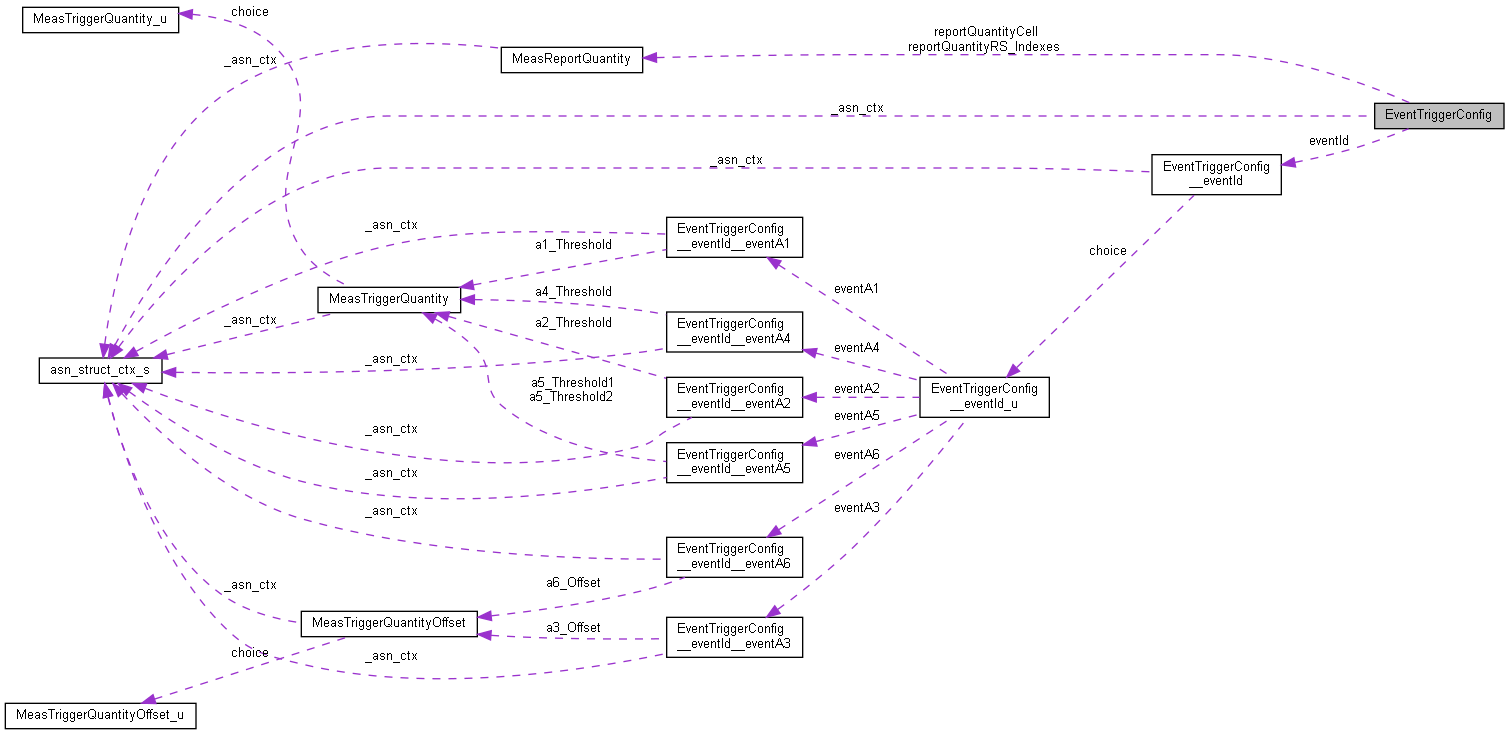 MeasTriggerQuantity_u
choice
reportQuantityCell
reportQuantityRS_Indexes
_asn_ctx
MeasReportQuantity
_asn_ctx
EventTriggerConfig
eventId
_asn_ctx
EventTriggerConfig
__eventId
_asn_ctx
EventTriggerConfig
__eventId__eventA1
a1_Threshold
choice
MeasTriggerQuantity
a4_Threshold
eventA1
_asn_ctx
a2_Threshold
EventTriggerConfig
__eventId__eventA4
eventA4
_asn_ctx
asn_struct_ctx_s
a5_Threshold1
a5_Threshold2
EventTriggerConfig
__eventId__eventA2
eventA2
EventTriggerConfig
__eventId_u
eventA5
_asn_ctx
EventTriggerConfig
__eventId__eventA5
eventA6
_asn_ctx
_asn_ctx
eventA3
EventTriggerConfig
__eventId__eventA6
_asn_ctx
a6_Offset
MeasTriggerQuantityOffset
a3_Offset
EventTriggerConfig
__eventId__eventA3
choice
_asn_ctx
MeasTriggerQuantityOffset_u